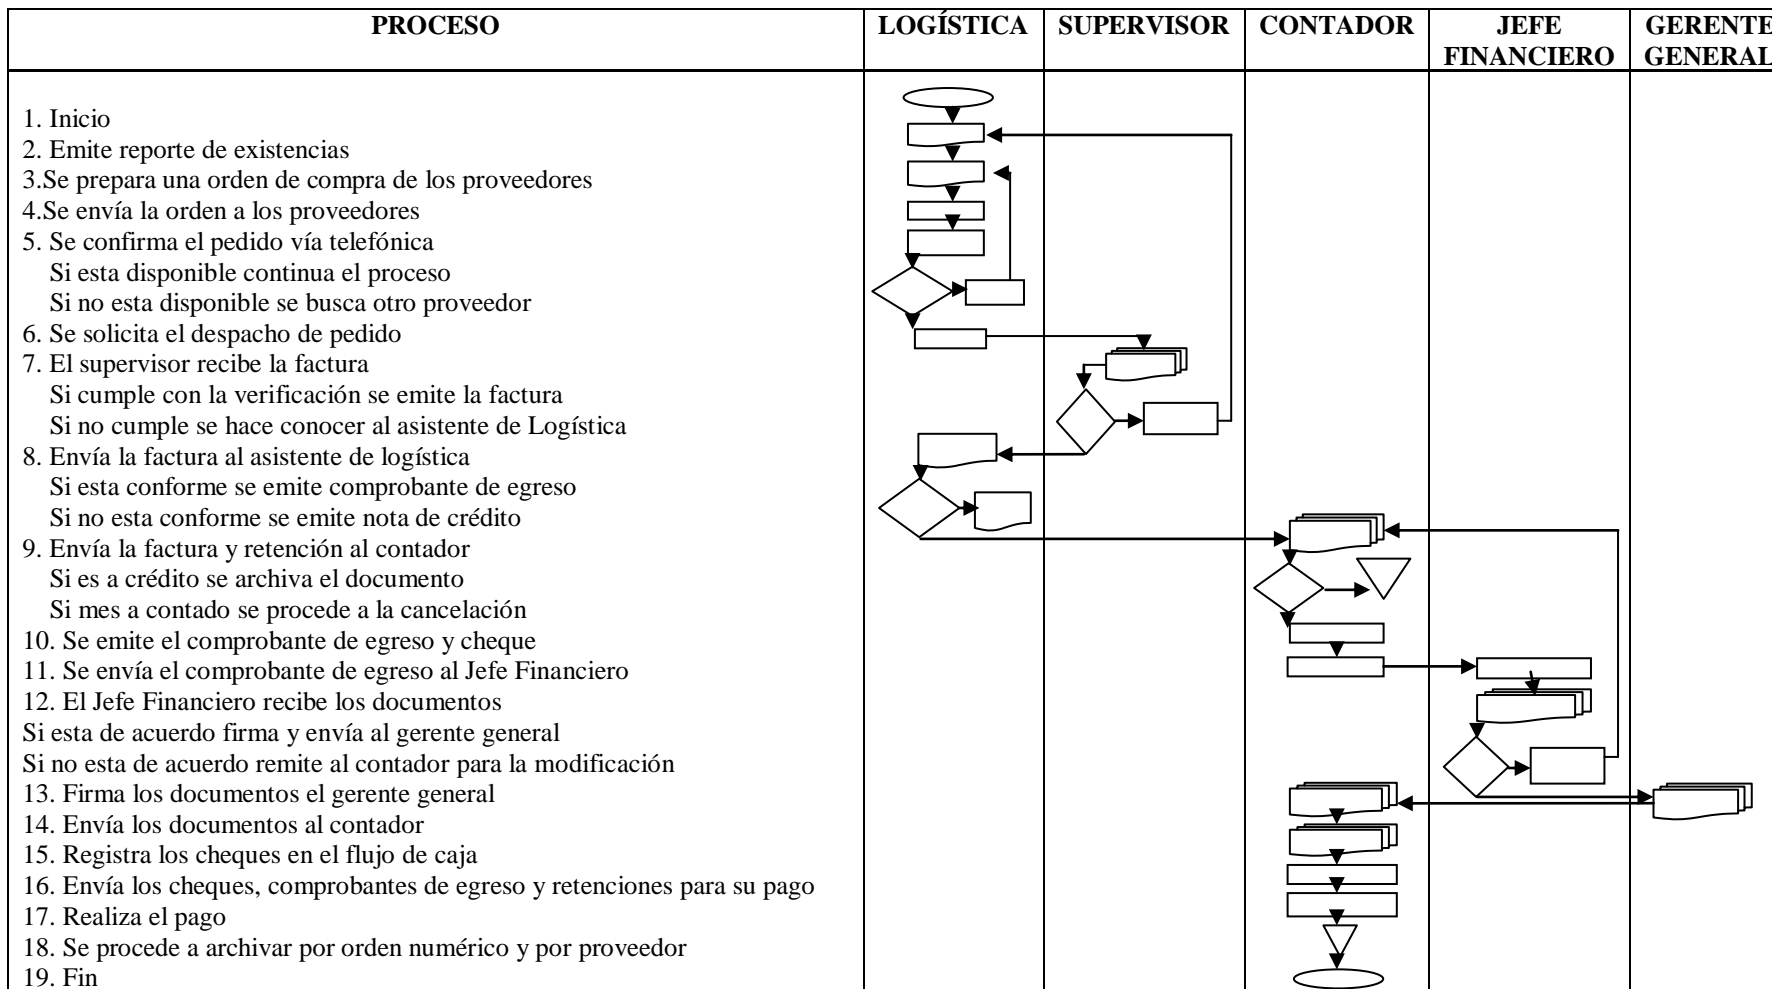 PROCESO
LOGÍSTICA
SUPERVISOR
CONTADOR
JEFE
FINANCIERO
GERENTE
GENERAL
1. Inicio
2. Emite reporte de existencias
3.Se prepara una orden de compra de los proveedores
4.Se envía la orden a los proveedores
5. Se confirma el pedido vía telefónica
Si esta disponible continua el proceso
Si no esta disponible se busca otro proveedor
6. Se solicita el despacho de pedido
7. El supervisor recibe la factura
Si cumple con la verificación se emite la factura
Si no cumple se hace conocer al asistente de Logística
8. Envía la factura al asistente de logística
Si esta conforme se emite comprobante de egreso
Si no esta conforme se emite nota de crédito
9. Envía la factura y retención al contador
Si es a crédito se archiva el documento
Si mes a contado se procede a la cancelación
10. Se emite el comprobante de egreso y cheque
11. Se envía el comprobante de egreso al Jefe Financiero
12. El Jefe Financiero recibe los documentos
Si esta de acuerdo firma y envía al gerente general
Si no esta de acuerdo remite al contador para la modificación
13. Firma los documentos el gerente general
14. Envía los documentos al contador
15. Registra los cheques en el flujo de caja
16. Envía los cheques, comprobantes de egreso y retenciones para su pago
17. Realiza el pago
18. Se procede a archivar por orden numérico y por proveedor
19. Fin